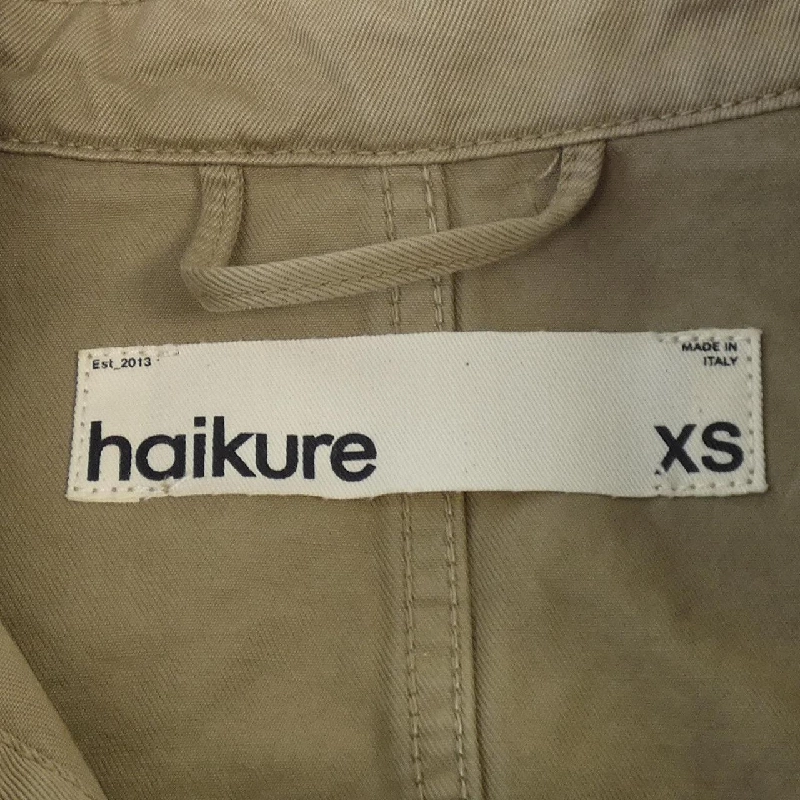 Est_2013
MADE IN
ITALY
haikure
XS